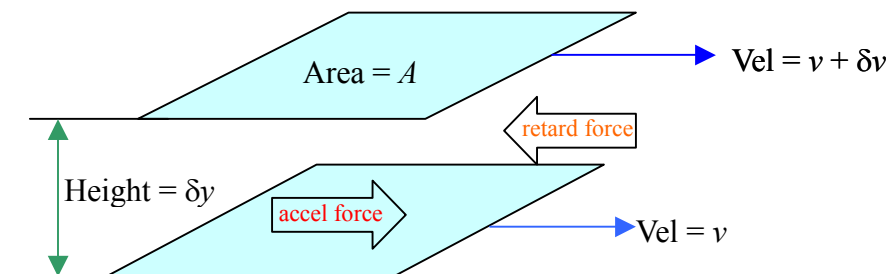 Area = A
Vel = v + δv
retard force
Height = δy
accel force
Vel = v